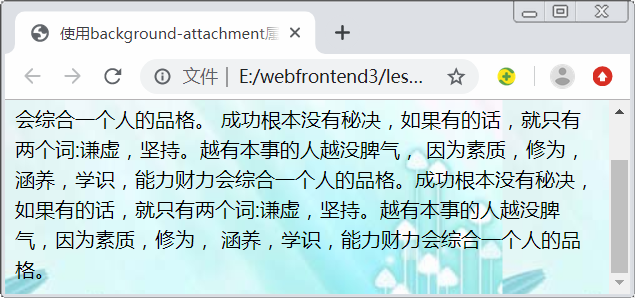 使用background-attachment属
文件
E:/webfrontend3/les...
会综合一个人的品格。 成功根本没有秘决，如果有的话，就只有
两个词:谦虚，坚持。越有本事的人越没脾气， 因为素质，修为，
涵养，学识，能力财力会综合一个人的品格。成功根本没有秘决，
如果有的话，就只有两个词:谦虚，坚持。越有本事的人越没脾
气，因为素质，修为， 涵养，学识，能力财力会综合一个人的品
格。